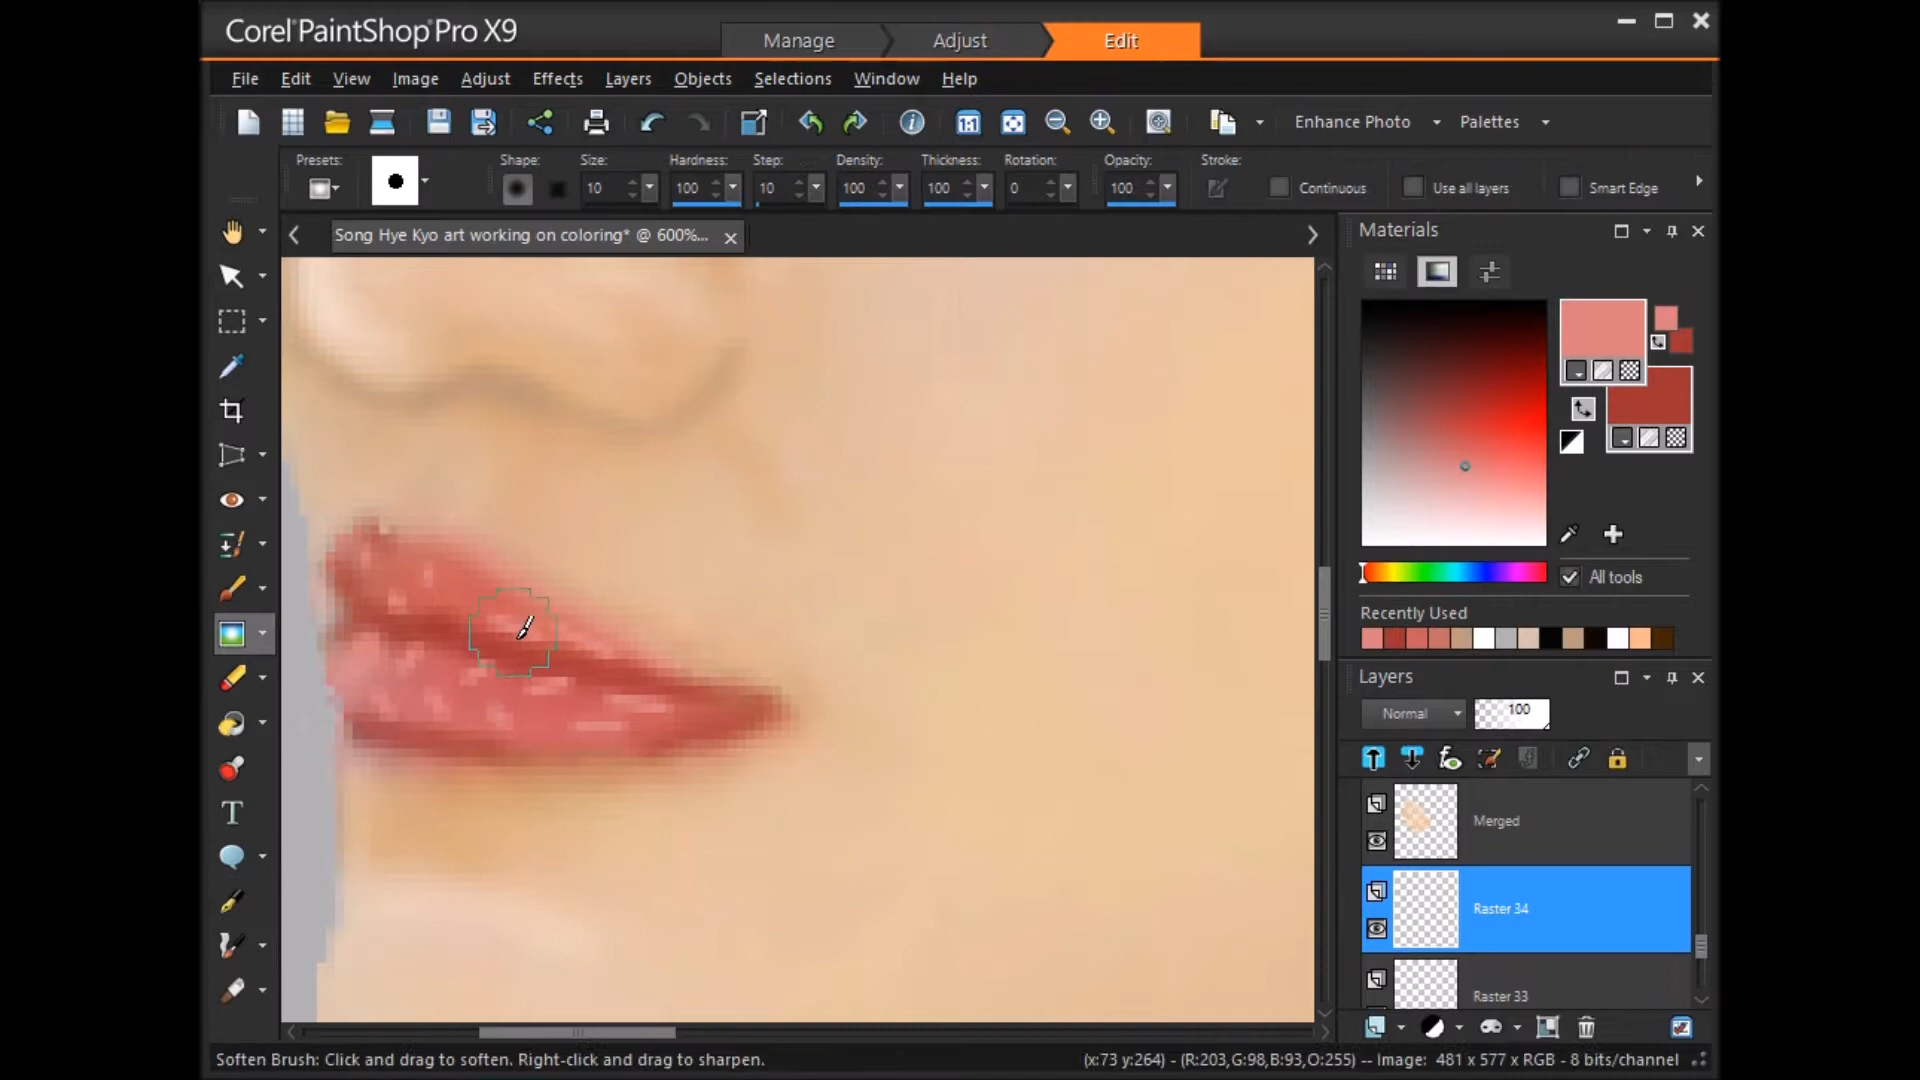 Corel PaintShop Pro X9
Manage Adjust Edit
File Edit View Image Adjust Effects Layers Objects Selections Window Help
1:1 Enhance Photo Palettes
Presets: Shape: Size: Hardness: Step: Density: Thickness: Rotation: Opacity: Stroke:
10 100 10 100 100 0 100 Continuous Use all layers Smart Edge
Song Hye Kyo art working on coloring* @ 600%...
Materials
All tools
Recently Used
Layers
Normal 100
Merged
Raster 34
Raster 33
T
Soften Brush: Click and drag to soften. Right-click and drag to sharpen.
(x:73 y:264) - (R:203,G:98,B:93,O:255) -- Image: 481 x 577 x RGB - 8 bits/channel